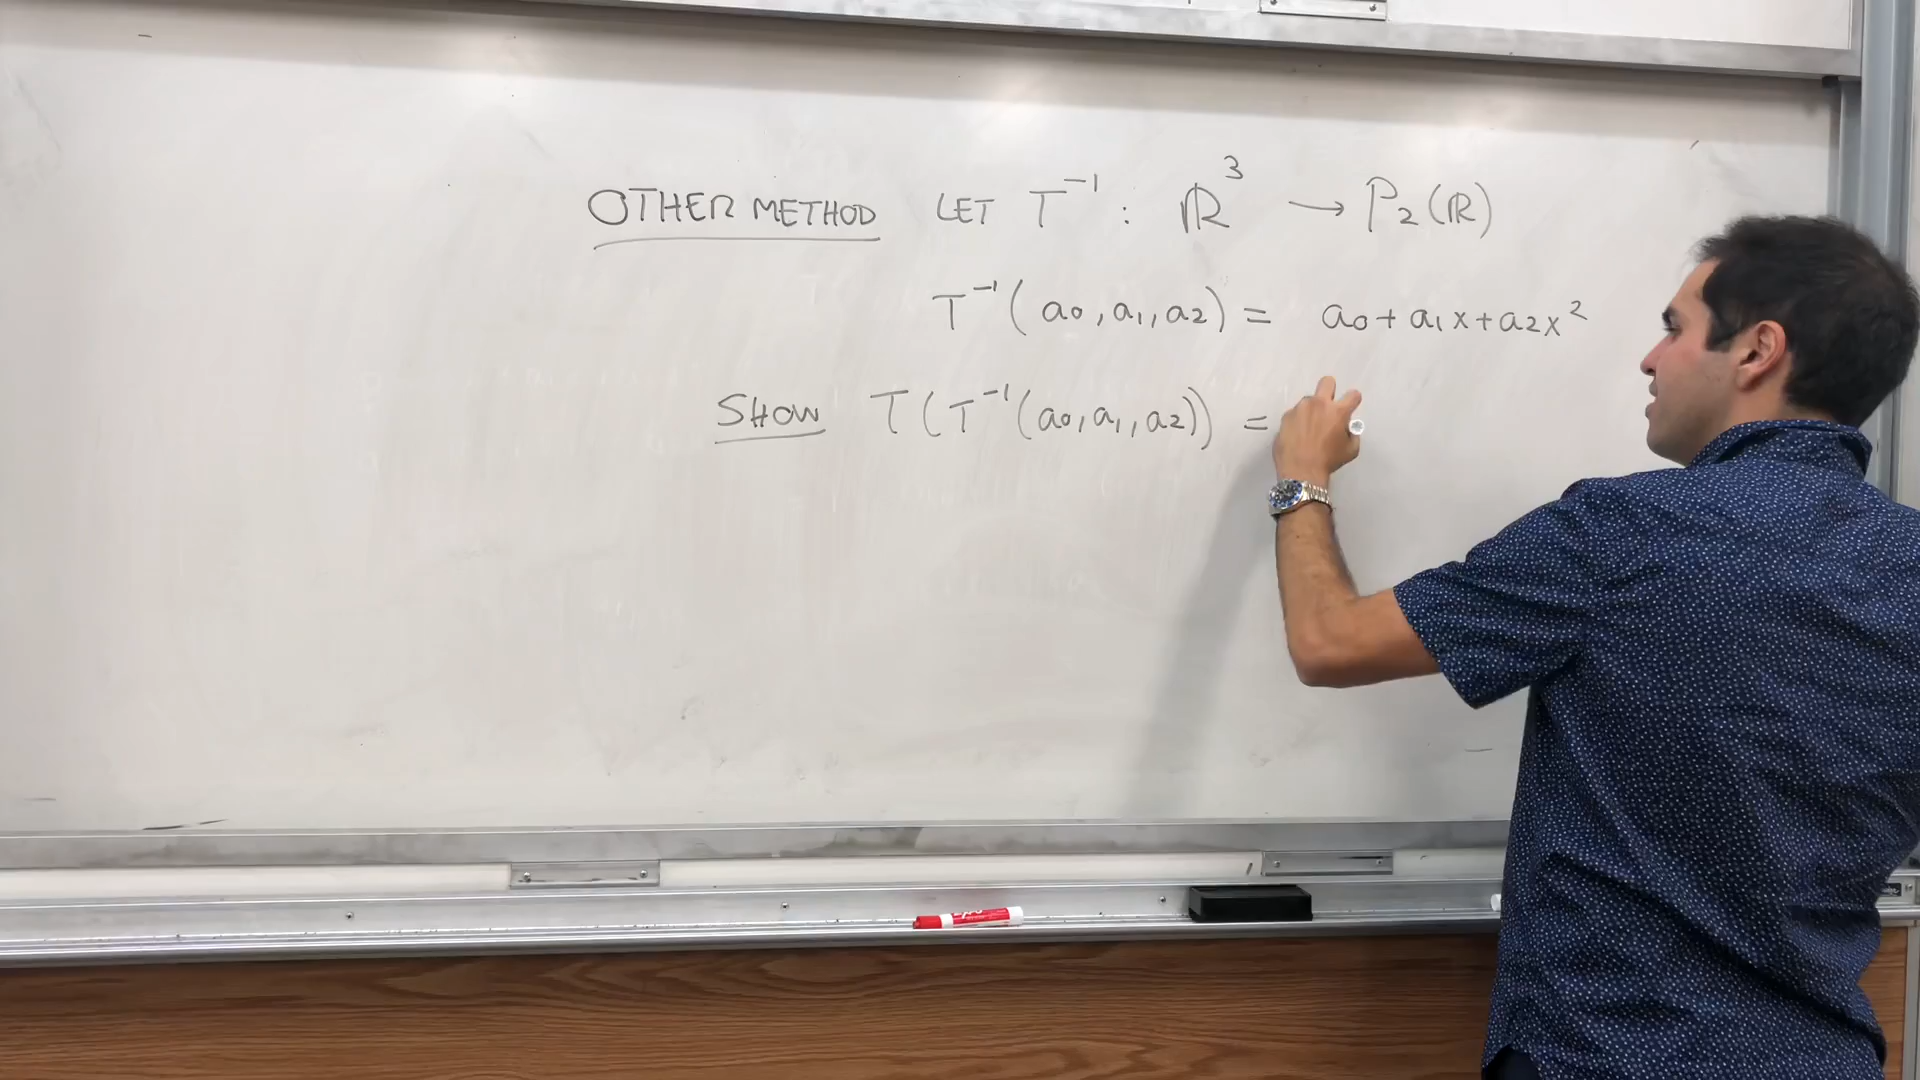 OTHER METHOD LET T⁻¹ : ℝ³ → P₂(ℝ)
T⁻¹(a₀, a₁, a₂) = a₀ + a₁x + a₂x²
SHOW T(T⁻¹(a₀, a₁, a₂)) =